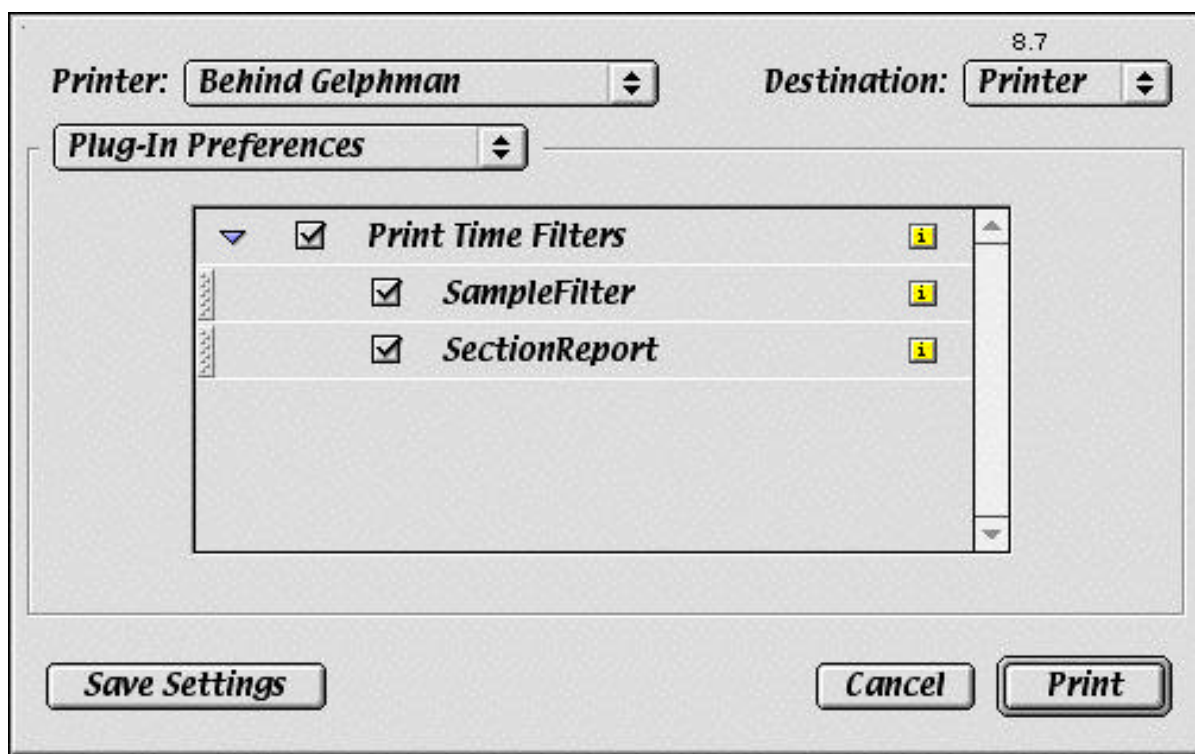 8.7
Printer: Behind Gelphman Destination: Printer
Plug-In Preferences
Print Time Filters i
SampleFilter i
SectionReport i
Save Settings Cancel Print